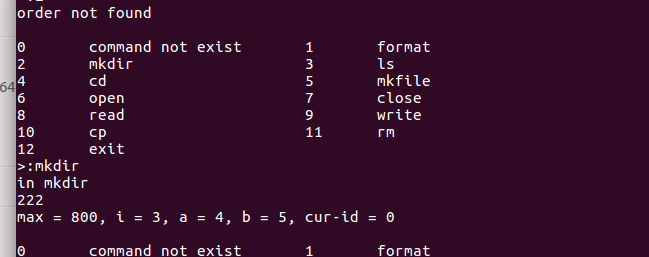 order not found
0 command not exist 1 format
2 mkdir 3 ls
4 cd 5 mkfile
6 open 7 close
8 read 9 write
10 cp 11 rm
12 exit
>:mkdir
in mkdir
222
max = 800, i = 3, a = 4, b = 5, cur-id = 0
0 command not exist 1 format
64